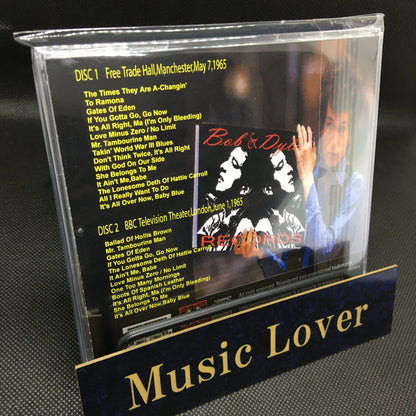 DISC 1 Free Trade Hall,Manchester,May 7,1965
The Times They Are A-Changin'
To Ramona
Gates Of Eden
If You Gotta Go, Go Now
It's All Right, Ma (I'm Only Bleeding)
Love Minus Zero / No Limit
Mr. Tambourine Man
Takin' World War III Blues
Don't Think Twice, It's All Right
With God On Our Side
She Belongs To Me
It Ain't Me,Babe
The Lonesome Deth Of Hattie Carroll
All I Really Want To Do
It's All Over Now, Baby Blue
Bob & Dyl
RECORDS
DISC 2 BBC Television Theater,London,June 1,1965
Ballad Of Hollis Brown
Mr. Tambourine Man
Gates Of Eden
If You Gotta Go, Go Now
The Lonesome Deth Of Hattie Carroll
It Ain't Me, Babe
Love Minus Zero / No Limit
One Too Many Mornings
Boots Of Spanish Leather
It's All Right, Ma (I'm Only Bleeding)
She Belongs To Me
It's All Over Now, Baby Blue
Music Lover